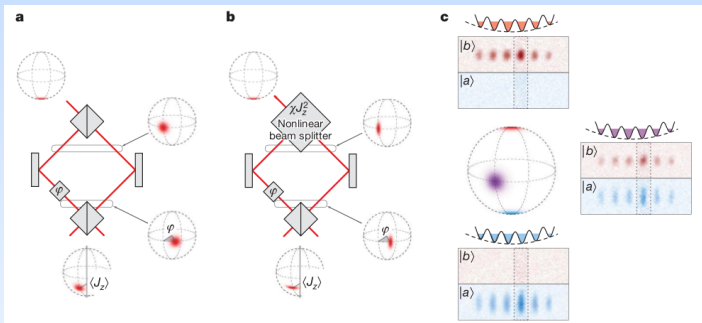 a
φ
φ
⟨J_z⟩
b
χJ_z^2
Nonlinear
beam splitter
φ
φ
⟨J_z⟩
c
|b⟩
|a⟩
|b⟩
|a⟩
|b⟩
|a⟩